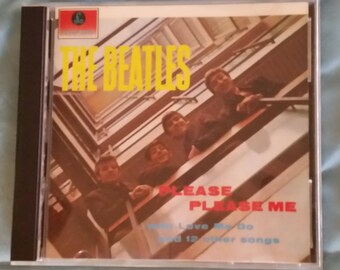 THE BEATLES
PLEASE
PLEASE ME
with Love Me Do
and 12 other songs